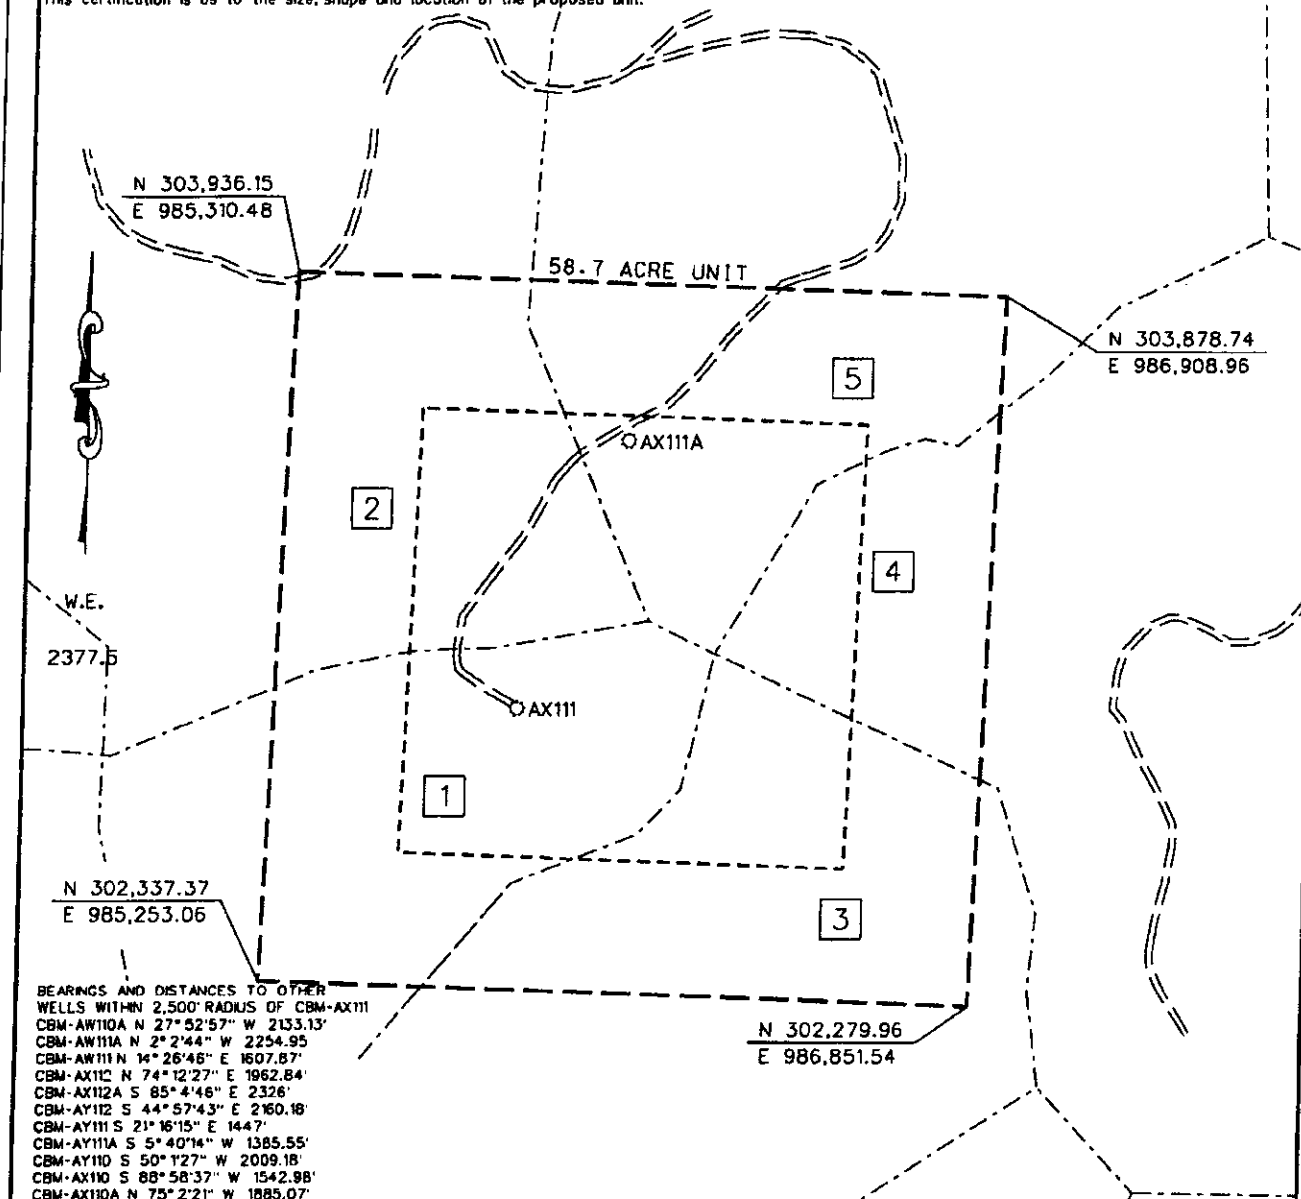 This certification is as to the size, shape and location of the proposed unit.
N 303,936.15
E 985,310.48
58.7 ACRE UNIT
N 303,878.74
E 986,908.96
5
AX111A
2
4
W.E.
2377.5
AX111
1
N 302,337.37
E 985,253.06
3
N 302,279.96
E 986,851.54
BEARINGS AND DISTANCES TO OTHER
WELLS WITHIN 2,500' RADIUS OF CBM-AX111
CBM-AW110A N 27°52'57" W 2133.13'
CBM-AW111A N 2°2'44" W 2254.95
CBM-AW111 N 14°26'46" E 1607.87'
CBM-AX112 N 74°12'27" E 1962.84'
CBM-AX112A S 85°4'46" E 2326'
CBM-AY112 S 44°57'43" E 2160.18'
CBM-AY111 S 21°16'15" E 1447'
CBM-AY111A S 5°40'14" W 1385.55'
CBM-AY110 S 50°1'27" W 2009.18'
CBM-AX110 S 88°58'37" W 1542.98'
CBM-AX110A N 75°2'21" W 1885.07'